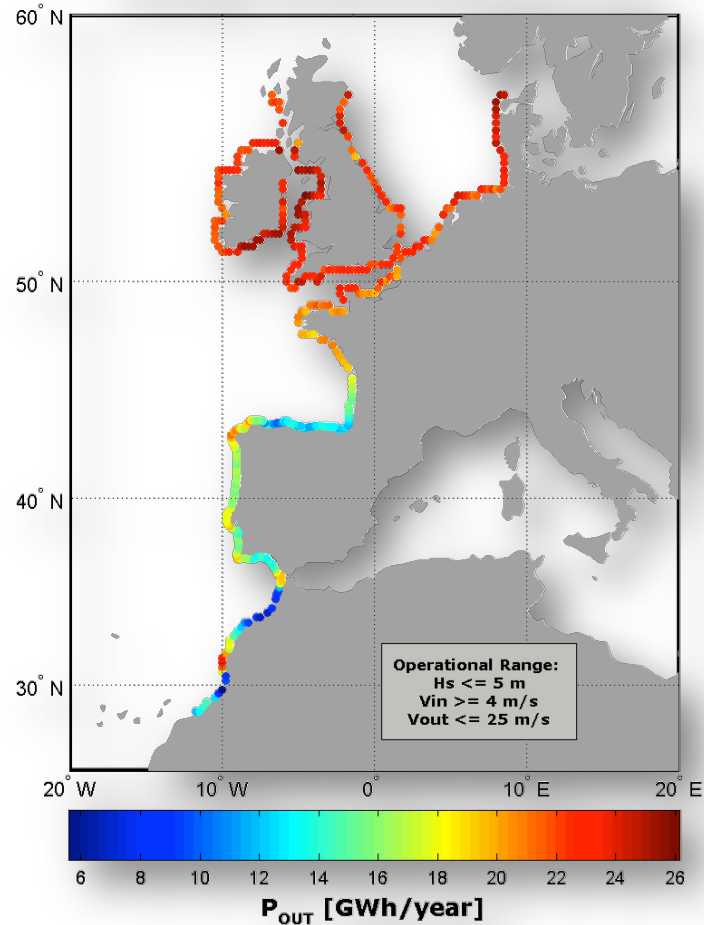 60° N
50° N
40° N
30° N
Operational Range:
Hs <= 5 m
Vin >= 4 m/s
Vout <= 25 m/s
20° W 10° W 0° 10° E 20° E
6 8 10 12 14 16 18 20 22 24 26
POUT [GWh/year]